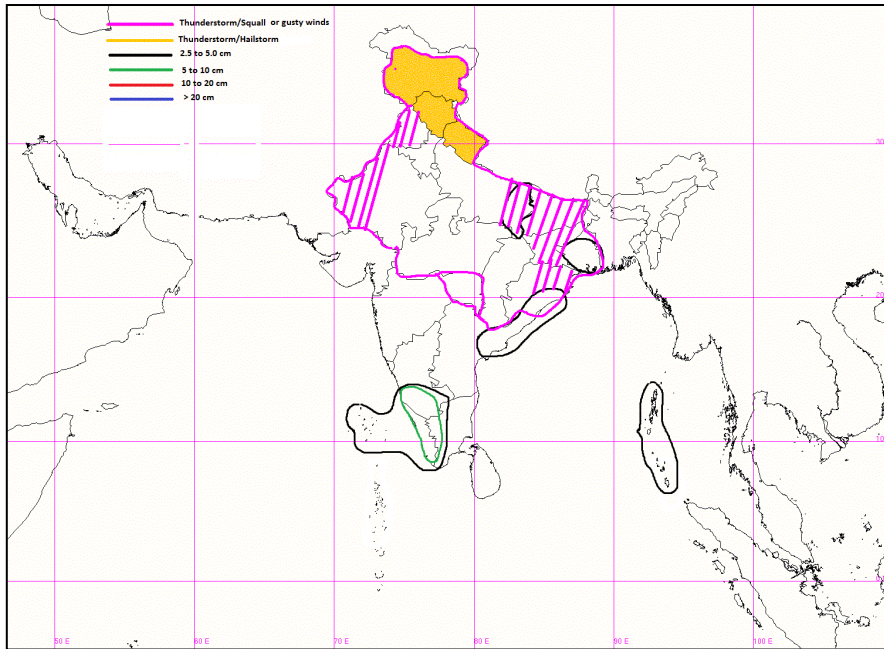 Thunderstorm/Squall or gusty winds
Thunderstorm/Hailstorm
2.5 to 5.0 cm
5 to 10 cm
10 to 20 cm
> 20 cm
30
20
10
0
50 E
60 E
70 E
80 E
90 E
100 E